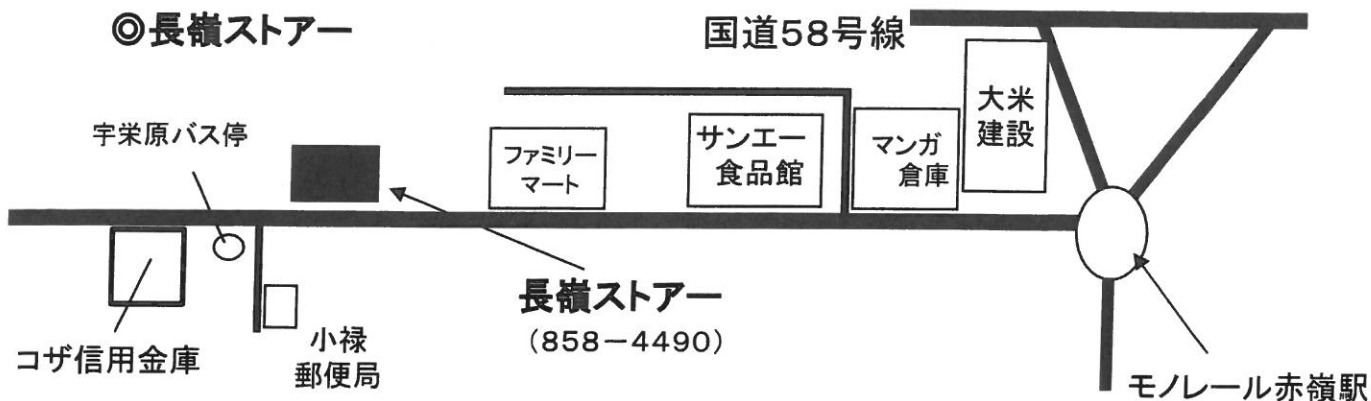 ◎長嶺ストアー
国道58号線
宇栄原バス停
ファミリー
マート
サンエー
食品館
マンガ
倉庫
大米
建設
長嶺ストアー
(858-4490)
コザ信用金庫
小禄
郵便局
モノレール赤嶺駅